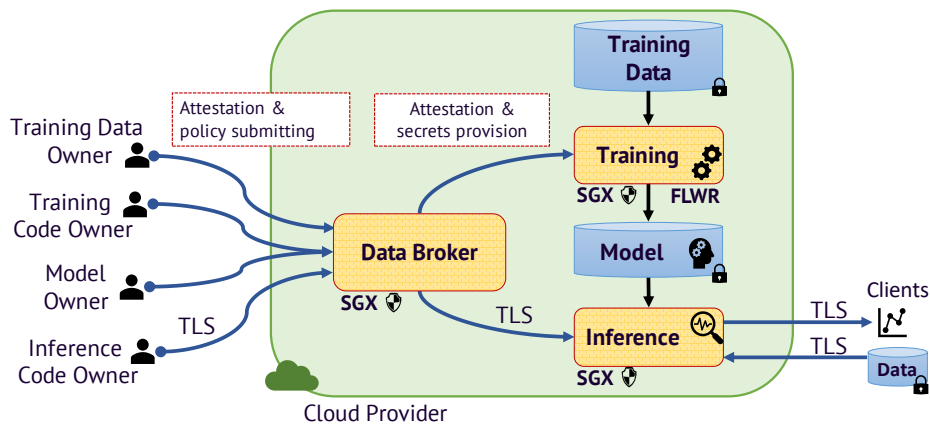 Training
Data
Attestation &
policy submitting
Attestation &
secrets provision
Training Data
Owner
Training
SGX
FLWR
Training
Code Owner
Data Broker
SGX
Model
Model
Owner
TLS
TLS
Inference
SGX
Inference
Code Owner
TLS
Clients
TLS
Data
Cloud Provider